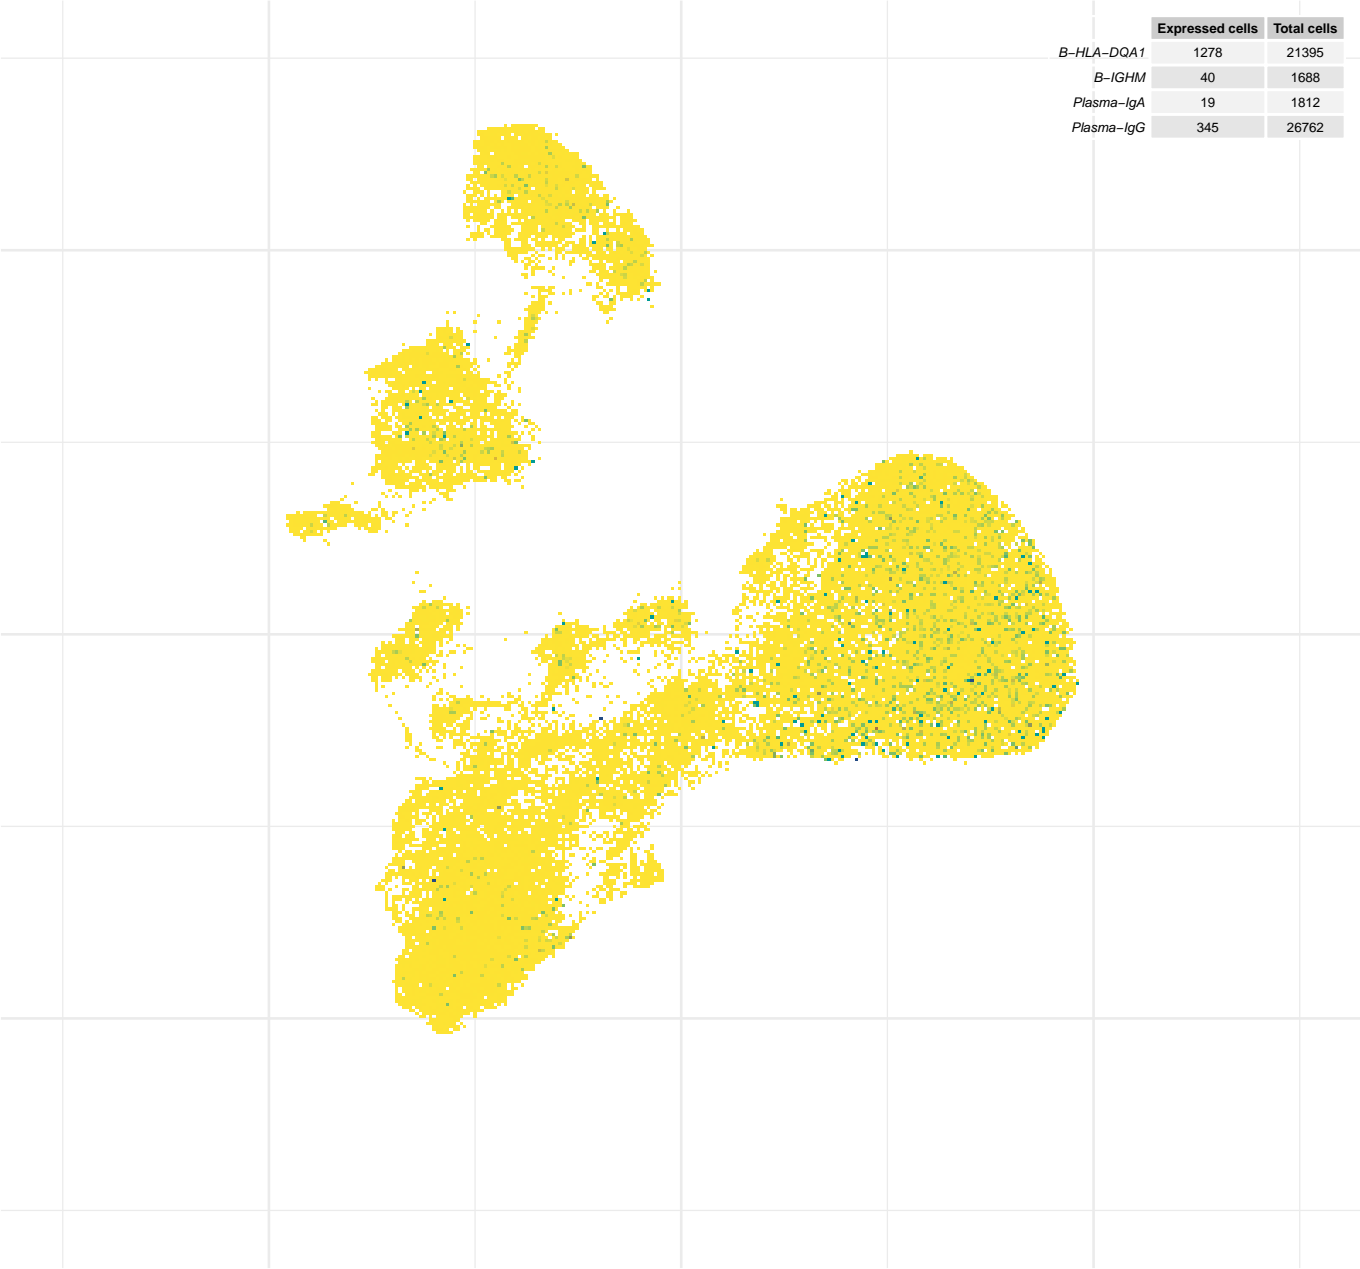 Expressed cells Total cells
B−HLA−DQA1 1278 21395
B−IGHM 40 1688
Plasma−IgA 19 1812
Plasma−IgG 345 26762